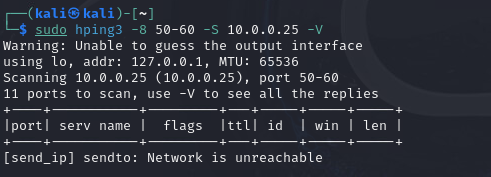 ┌──(kali㉿kali)-[~]
└─$ sudo hping3 -8 50-60 -S 10.0.0.25 -V
Warning: Unable to guess the output interface
using lo, addr: 127.0.0.1, MTU: 65536
Scanning 10.0.0.25 (10.0.0.25), port 50-60
11 ports to scan, use -V to see all the replies
+----+-----------+---------+---+-----+-----+-----+
|port| serv name |  flags  |ttl| id  | win | len |
+----+-----------+---------+---+-----+-----+-----+
[send_ip] sendto: Network is unreachable